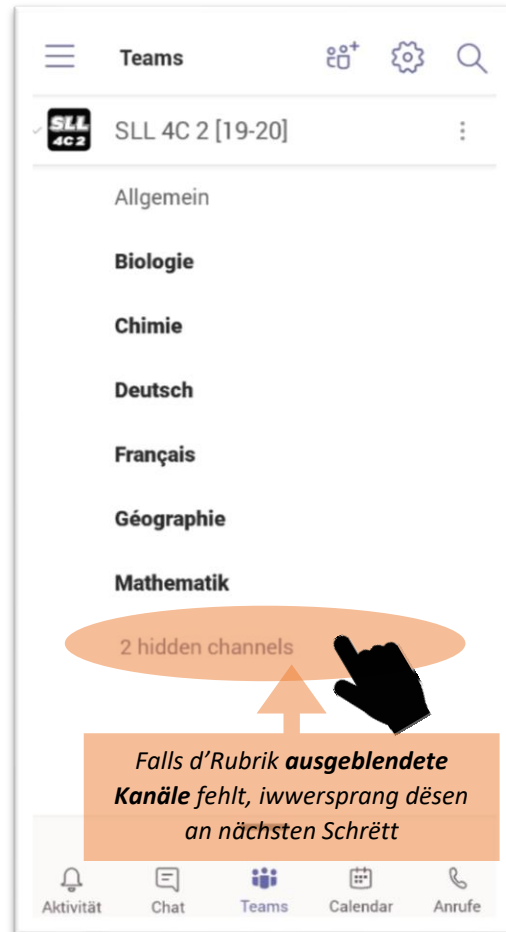 Teams
SLL
4C 2
SLL 4C 2 [19-20]
Allgemein
Biologie
Chimie
Deutsch
Français
Géographie
Mathematik
2 hidden channels
Falls d’Rubrik ausgeblendete
Kanäle fehlt, iwwersprang dësen
an nächsten Schrëtt
Aktivität Chat Teams Calendar Anrufe